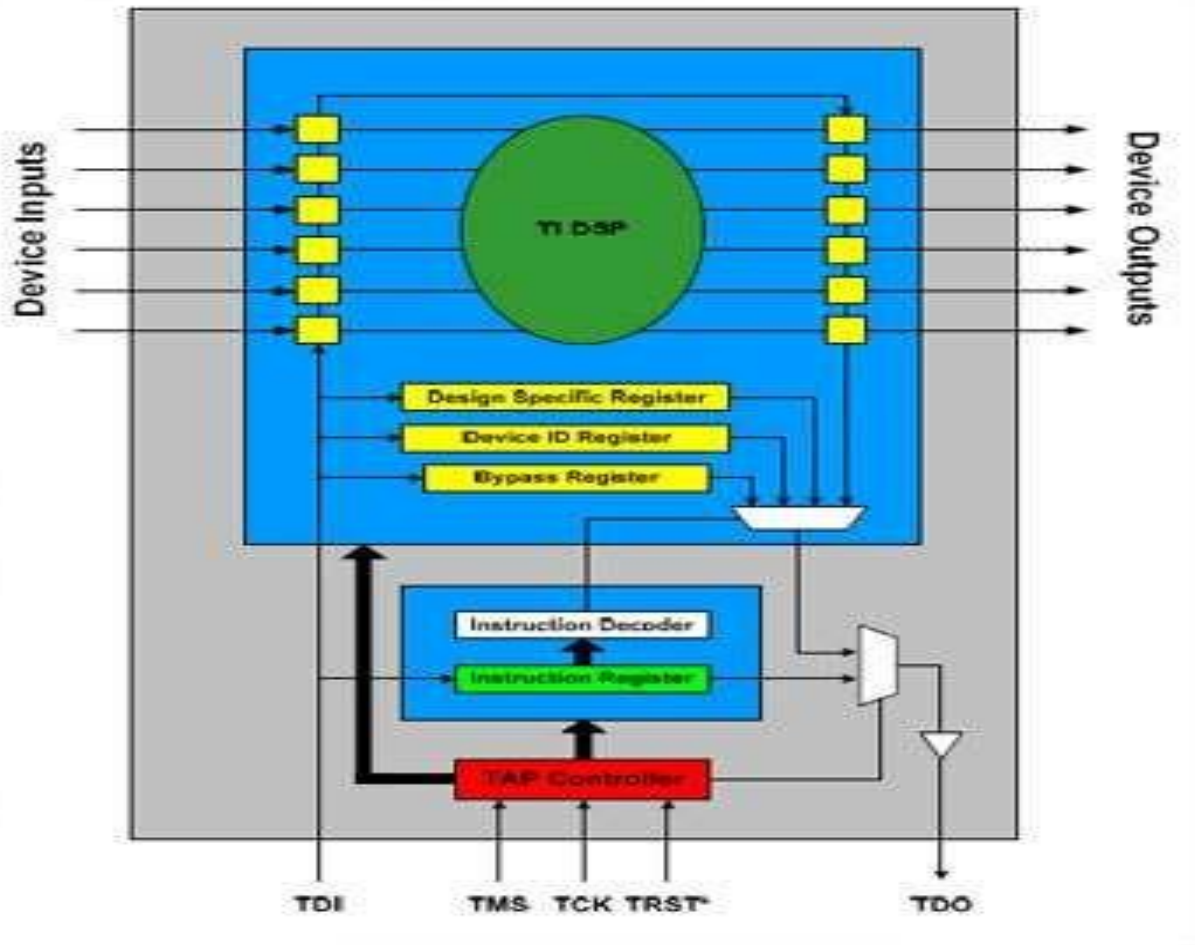 Device Inputs
TI DSP
Device Outputs
Design Specific Register
Device ID Register
Bypass Register
Instruction Decoder
Instruction Register
TAP Controller
TDI TMS TCK TRST* TDO